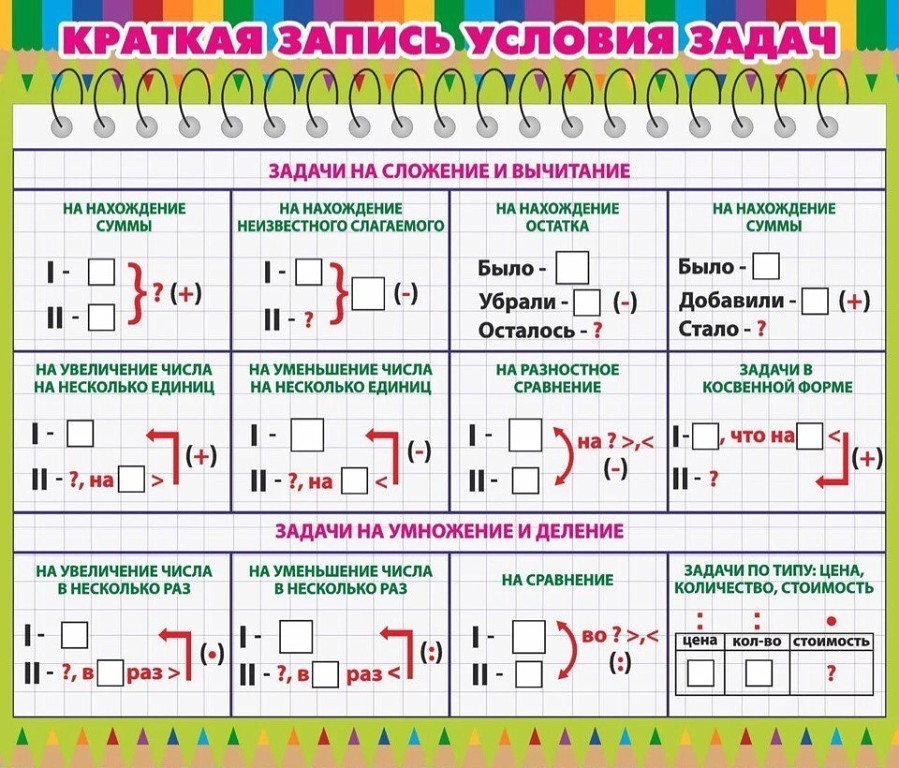 КРАТКАЯ ЗАПИСЬ УСЛОВИЯ ЗАДАЧ
ЗАДАЧИ НА СЛОЖЕНИЕ И ВЫЧИТАНИЕ
НА НАХОЖДЕНИЕ
СУММЫ
I -
? (+)
II -
НА НАХОЖДЕНИЕ
НЕИЗВЕСТНОГО СЛАГАЕМОГО
I -
(-)
II - ?
НА НАХОЖДЕНИЕ
ОСТАТКА
Было -
Убрали - (-)
Осталось - ?
НА НАХОЖДЕНИЕ
СУММЫ
Было -
Добавили - (+)
Стало - ?
НА УВЕЛИЧЕНИЕ ЧИСЛА
НА НЕСКОЛЬКО ЕДИНИЦ
I -
(+)
II - ?, на >
НА УМЕНЬШЕНИЕ ЧИСЛА
НА НЕСКОЛЬКО ЕДИНИЦ
I -
(-)
II - ?, на <
НА РАЗНОСТНОЕ
СРАВНЕНИЕ
I -
на ? >,<
(-)
II -
ЗАДАЧИ В
КОСВЕННОЙ ФОРМЕ
I- , что на <
(+)
II - ?
ЗАДАЧИ НА УМНОЖЕНИЕ И ДЕЛЕНИЕ
НА УВЕЛИЧЕНИЕ ЧИСЛА
В НЕСКОЛЬКО РАЗ
I -
(•)
II - ?, в раз >
НА УМЕНЬШЕНИЕ ЧИСЛА
В НЕСКОЛЬКО РАЗ
I -
(:)
II - ?, в раз <
НА СРАВНЕНИЕ
I -
во ? >,<
(:)
II -
ЗАДАЧИ ПО ТИПУ: ЦЕНА,
КОЛИЧЕСТВО, СТОИМОСТЬ
: : •
цена кол-во стоимость
?